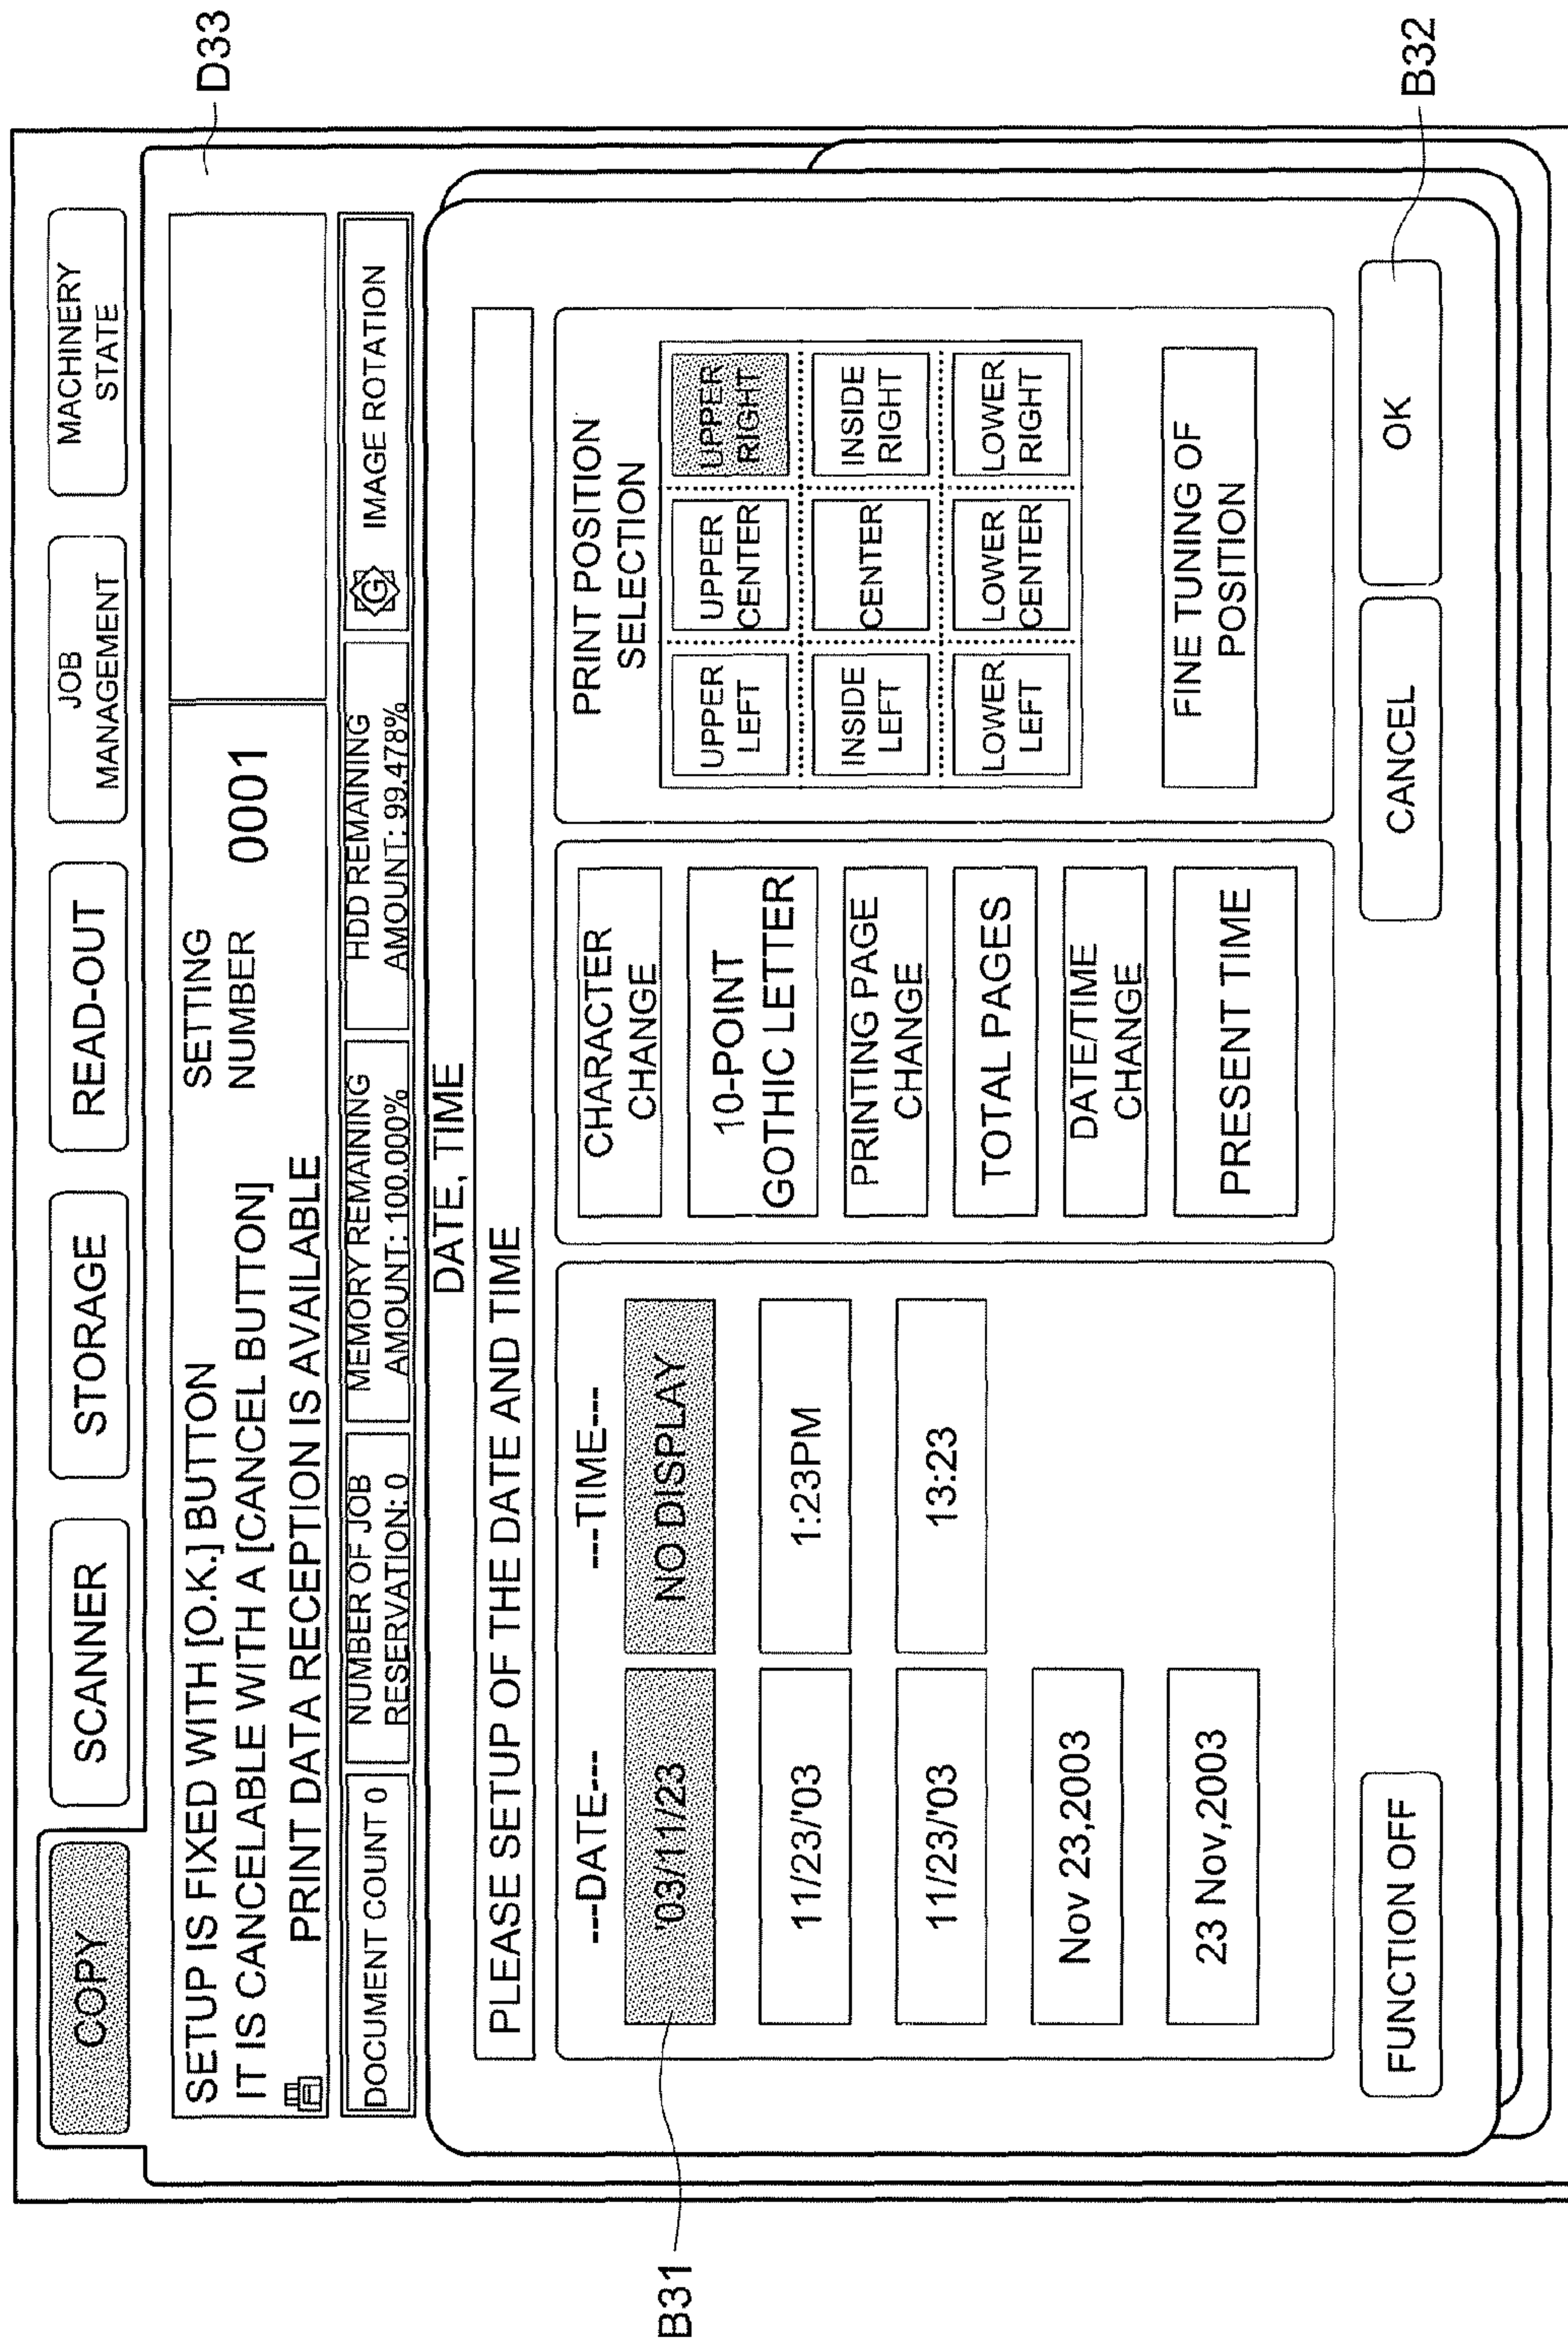 D33
COPY
SCANNER
STORAGE
READ-OUT
JOB
MANAGEMENT
MACHINERY
STATE
SETUP IS FIXED WITH [O.K.] BUTTON
IT IS CANCELABLE WITH A [CANCEL BUTTON]
PRINT DATA RECEPTION IS AVAILABLE
SETTING
NUMBER 0001
DOCUMENT COUNT 0
NUMBER OF JOB
RESERVATION: 0
MEMORY REMAINING
AMOUNT: 100.000%
HDD REMAINING
AMOUNT: 99.478%
G IMAGE ROTATION
DATE, TIME
PLEASE SETUP OF THE DATE AND TIME
---DATE---
'03/11/23
11/23/'03
11/23/'03
Nov 23,2003
23 Nov,2003
---TIME---
NO DISPLAY
1:23PM
13:23
CHARACTER
CHANGE
10-POINT
GOTHIC LETTER
PRINTING PAGE
CHANGE
TOTAL PAGES
DATE/TIME
CHANGE
PRESENT TIME
PRINT POSITION
SELECTION
UPPER
LEFT
UPPER
CENTER
UPPER
RIGHT
INSIDE
LEFT
CENTER
INSIDE
RIGHT
LOWER
LEFT
LOWER
CENTER
LOWER
RIGHT
FINE TUNING OF
POSITION
FUNCTION OFF
CANCEL
OK
B31
B32